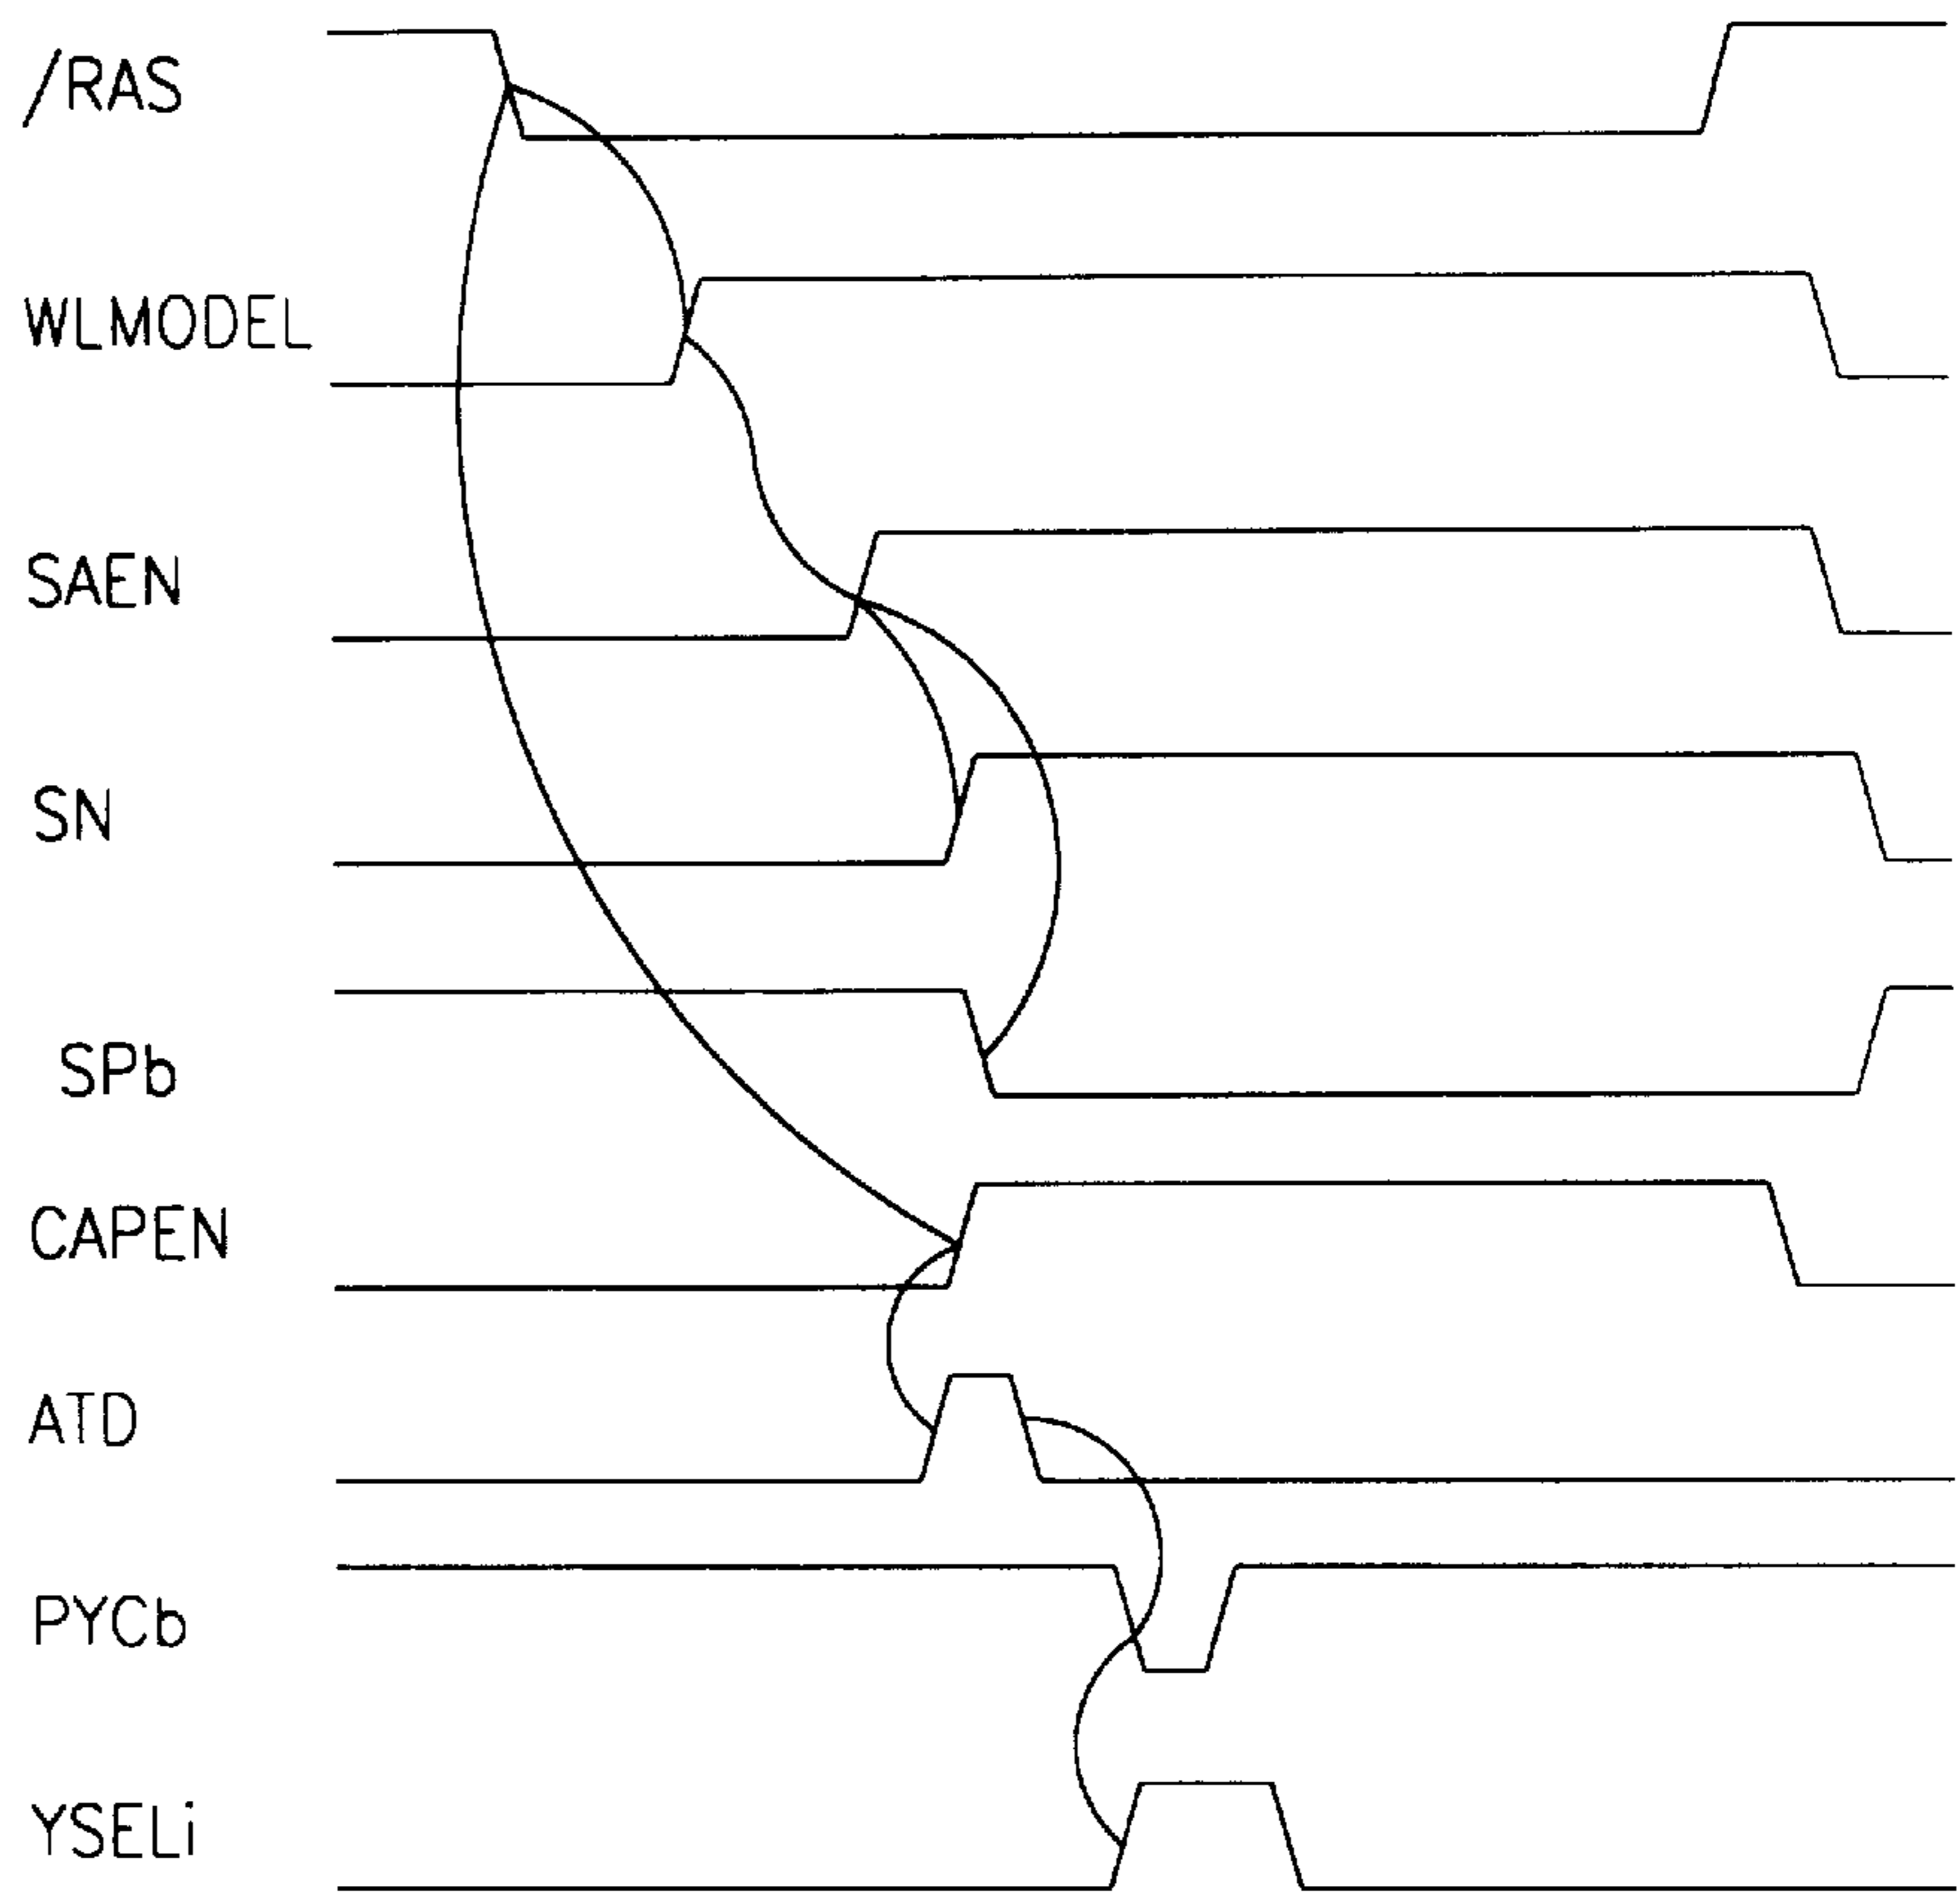 /RAS
WLMODEL
SAEN
SN
SPb
CAPEN
ATD
PYCb
YSELi